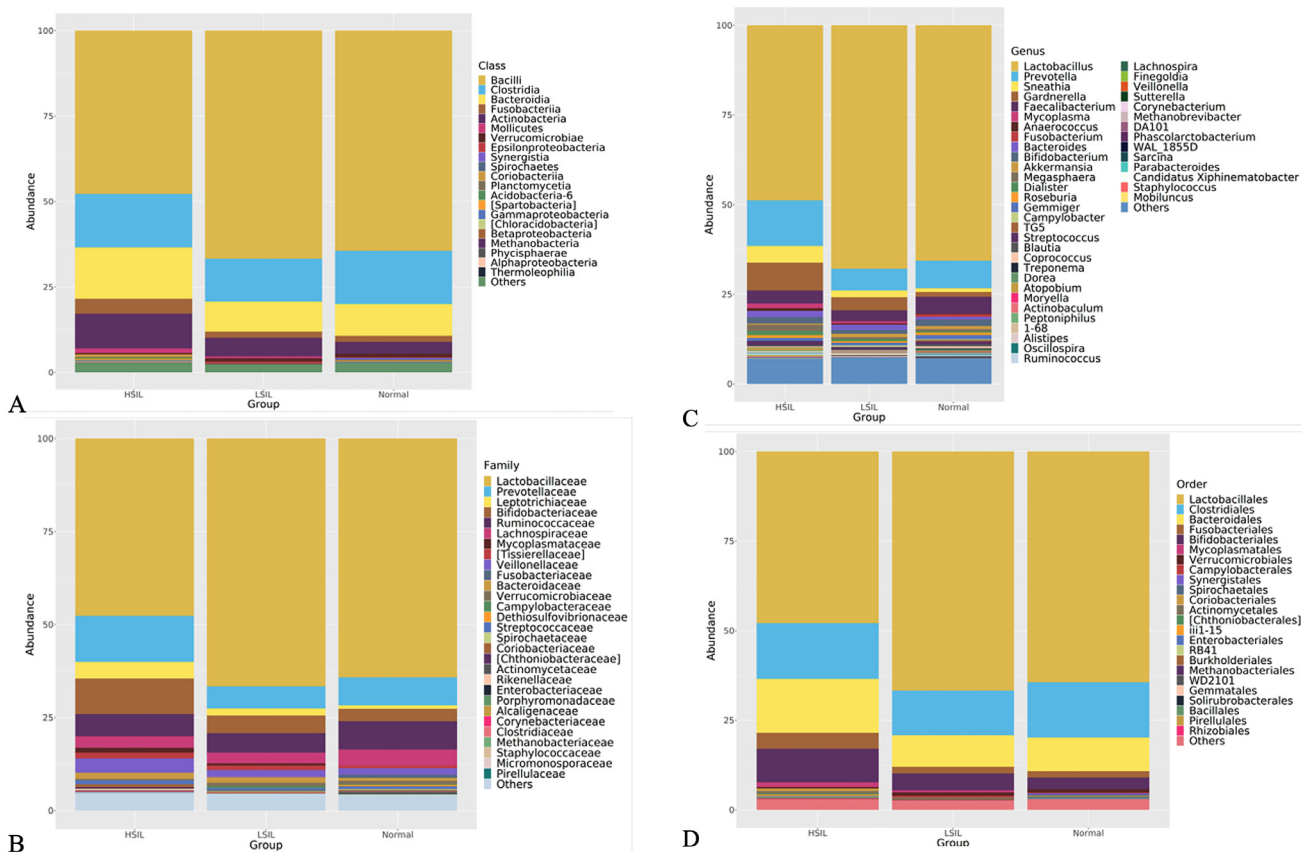 100
75
50
25
0
Abundance
HSIL
LSIL
Normal
Group
Class
Bacilli
Clostridia
Bacteroidia
Fusobacteriia
Actinobacteria
Mollicutes
Verrucomicrobiae
Epsilonproteobacteria
Synergistia
Spirochaetes
Coriobacteriia
Planctomycetia
Acidobacteria-6
[Spartobacteria]
Gammaproteobacteria
[Chloracidobacteria]
Betaproteobacteria
Methanobacteria
Phycisphaerae
Alphaproteobacteria
Thermoleophilia
Others
A
100
75
50
25
0
Abundance
HSIL
LSIL
Normal
Group
Family
Lactobacillaceae
Prevotellaceae
Leptotrichiaceae
Bifidobacteriaceae
Ruminococcaceae
Lachnospiraceae
Mycoplasmataceae
[Tissierellaceae]
Veillonellaceae
Fusobacteriaceae
Bacteroidaceae
Verrucomicrobiaceae
Campylobacteraceae
Dethiosulfovibrionaceae
Streptococcaceae
Spirochaetaceae
Coriobacteriaceae
[Chthoniobacteraceae]
Actinomycetaceae
Rikenellaceae
Enterobacteriaceae
Porphyromonadaceae
Alcaligenaceae
Corynebacteriaceae
Clostridiaceae
Methanobacteriaceae
Staphylococcaceae
Micromonosporaceae
Pirellulaceae
Others
B
100
75
50
25
0
Abundance
HSIL
LSIL
Normal
Group
Genus
Lactobacillus
Prevotella
Sneathia
Gardnerella
Faecalibacterium
Mycoplasma
Anaerococcus
Fusobacterium
Bacteroides
Bifidobacterium
Akkermansia
Megasphaera
Dialister
Roseburia
Gemmiger
Campylobacter
TG5
Streptococcus
Blautia
Coprococcus
Treponema
Dorea
Atopobium
Moryella
Actinobaculum
Peptoniphilus
1-68
Alistipes
Oscillospira
Ruminococcus
Lachnospira
Finegoldia
Veillonella
Sutterella
Corynebacterium
Methanobrevibacter
DA101
Phascolarctobacterium
WAL_1855D
Sarcina
Parabacteroides
Candidatus Xiphinematobacter
Staphylococcus
Mobiluncus
Others
C
100
75
50
25
0
Abundance
HSIL
LSIL
Normal
Group
Order
Lactobacillales
Clostridiales
Bacteroidales
Fusobacteriales
Bifidobacteriales
Mycoplasmatales
Verrucomicrobiales
Campylobacterales
Synergistales
Spirochaetales
Coriobacteriales
Actinomycetales
[Chthoniobacterales]
iii1-15
Enterobacteriales
RB41
Burkholderiales
Methanobacteriales
WD2101
Gemmatales
Solirubrobacterales
Bacillales
Pirellulales
Rhizobiales
Others
D